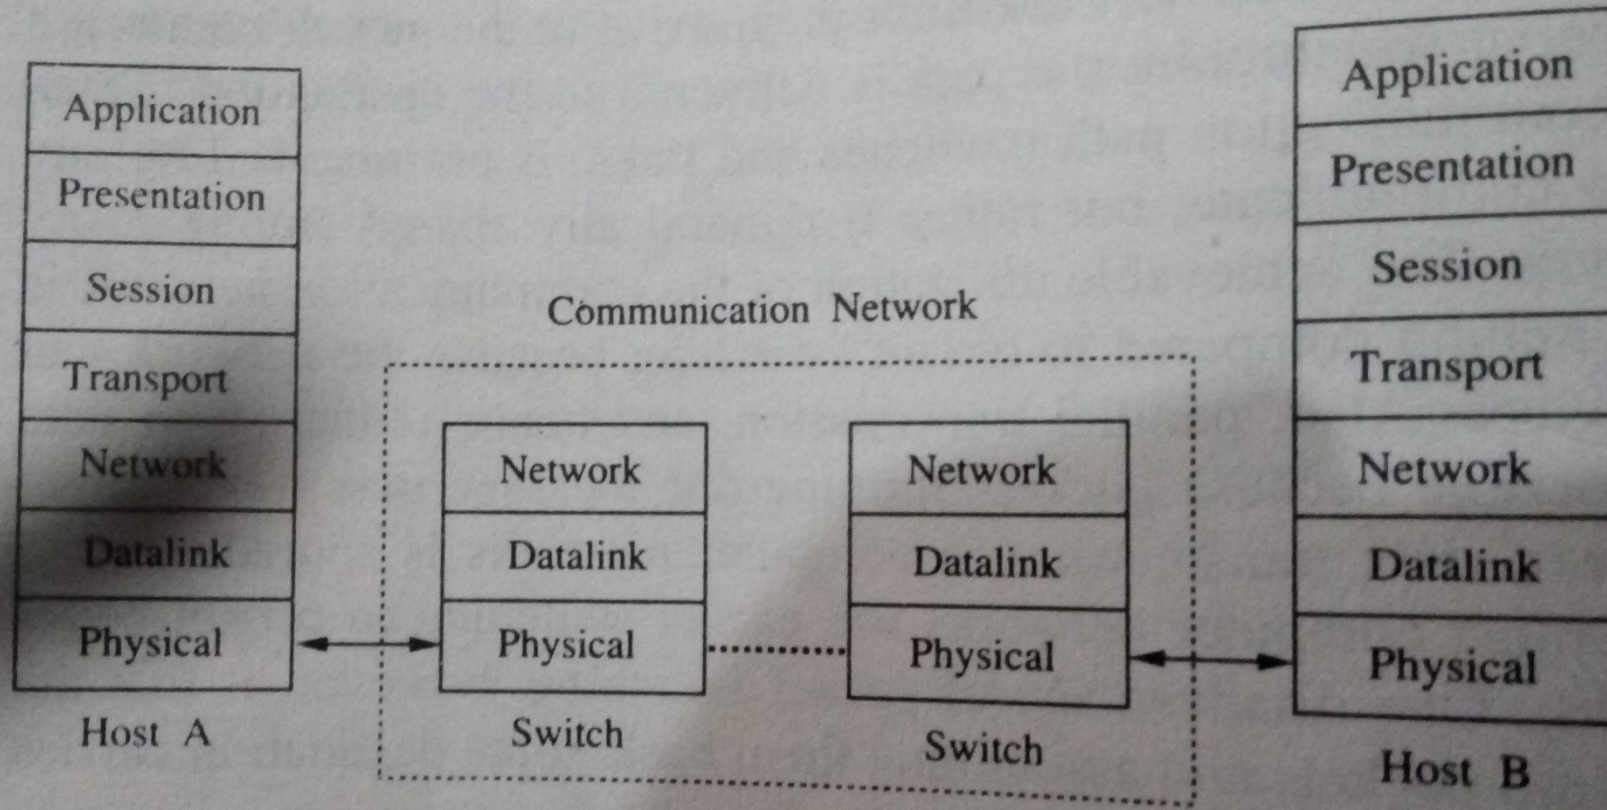 Application
Presentation
Session
Transport
Network
Datalink
Physical
Host A
Communication Network
Network
Datalink
Physical
Switch
Network
Datalink
Physical
Switch
Application
Presentation
Session
Transport
Network
Datalink
Physical
Host B